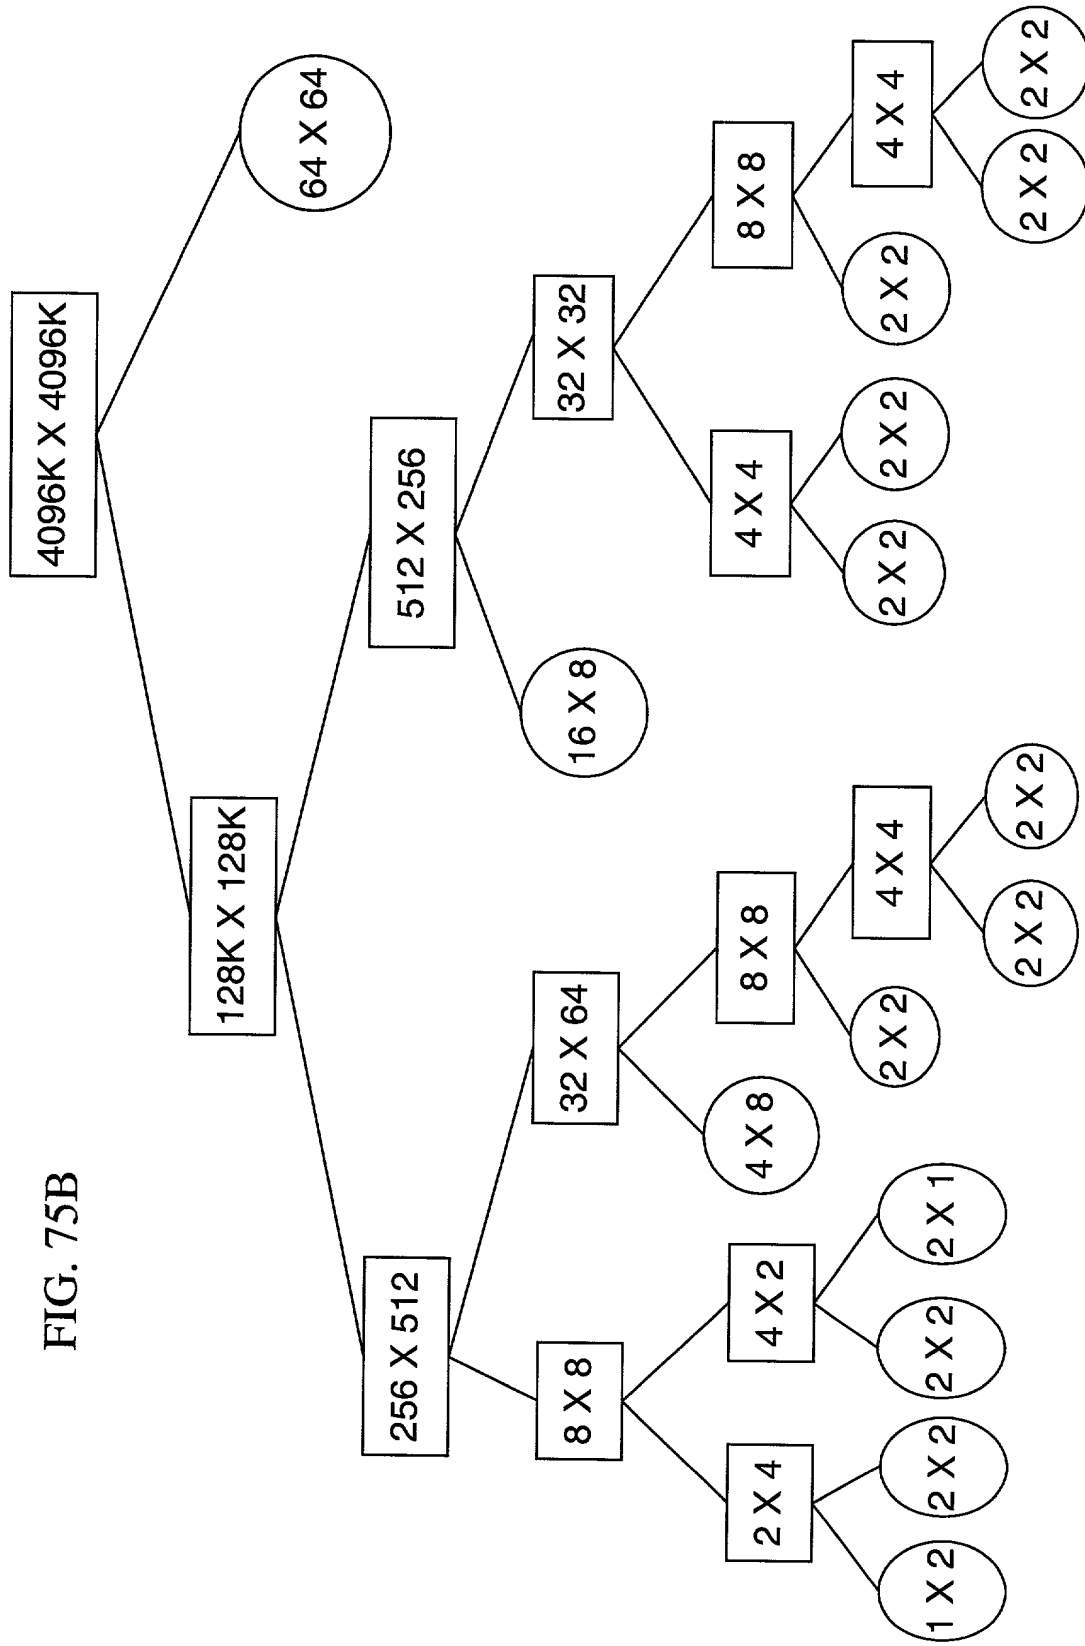 FIG. 75B
4096K X 4096K
128K X 128K
64 X 64
256 X 512
512 X 256
8 X 8
32 X 64
16 X 8
32 X 32
2 X 4
4 X 2
4 X 8
8 X 8
4 X 4
8 X 8
1 X 2
2 X 2
2 X 2
2 X 1
2 X 2
4 X 4
2 X 2
2 X 2
2 X 2
4 X 4
2 X 2
2 X 2
2 X 2
2 X 2